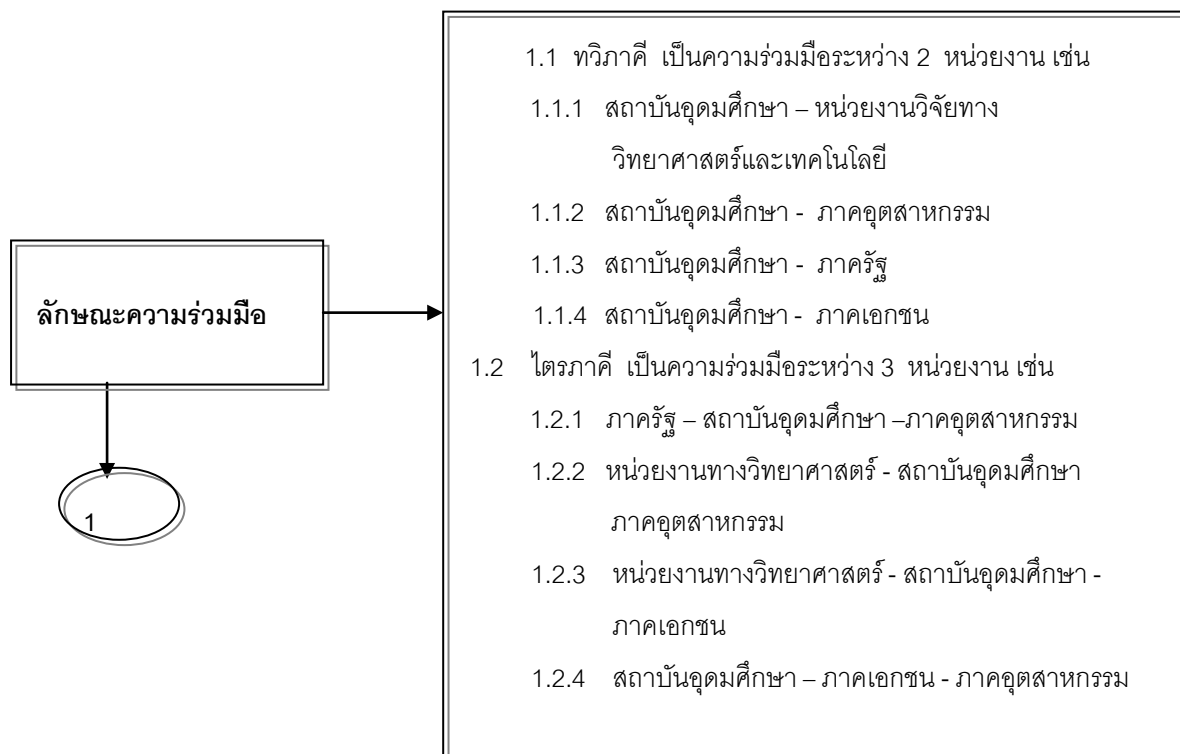 ลักษณะความร่วมมือ
1
1.1 ทวิภาคี เป็นความร่วมมือระหว่าง 2 หน่วยงาน เช่น
1.1.1 สถาบันอุดมศึกษา – หน่วยงานวิจัยทาง
วิทยาศาสตร์และเทคโนโลยี
1.1.2 สถาบันอุดมศึกษา - ภาคอุตสาหกรรม
1.1.3 สถาบันอุดมศึกษา - ภาครัฐ
1.1.4 สถาบันอุดมศึกษา - ภาคเอกชน
1.2 ไตรภาคี เป็นความร่วมมือระหว่าง 3 หน่วยงาน เช่น
1.2.1 ภาครัฐ – สถาบันอุดมศึกษา –ภาคอุตสาหกรรม
1.2.2 หน่วยงานทางวิทยาศาสตร์ - สถาบันอุดมศึกษา
ภาคอุตสาหกรรม
1.2.3 หน่วยงานทางวิทยาศาสตร์ - สถาบันอุดมศึกษา -
ภาคเอกชน
1.2.4 สถาบันอุดมศึกษา – ภาคเอกชน - ภาคอุตสาหกรรม